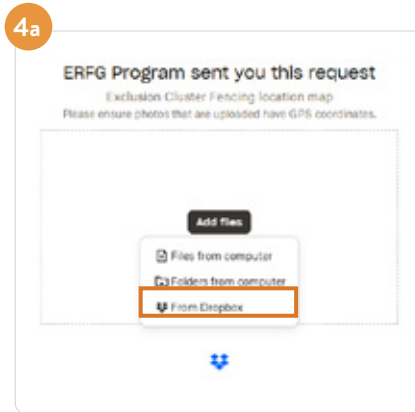 4a
ERFG Program sent you this request
Exclusion Cluster Fencing location map
Please ensure photos that are uploaded have GPS coordinates.
Add files
Files from computer
Folders from computer
From Dropbox